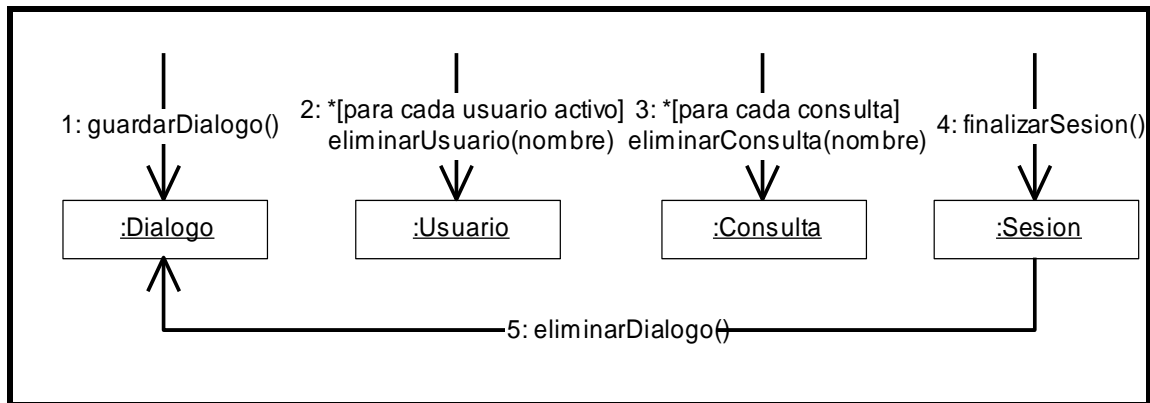 1: guardarDialogo()
2: *[para cada usuario activo]
eliminarUsuario(nombre)
3: *[para cada consulta]
eliminarConsulta(nombre)
4: finalizarSesion()
:Dialogo
:Usuario
:Consulta
:Sesion
5: eliminarDialogo()